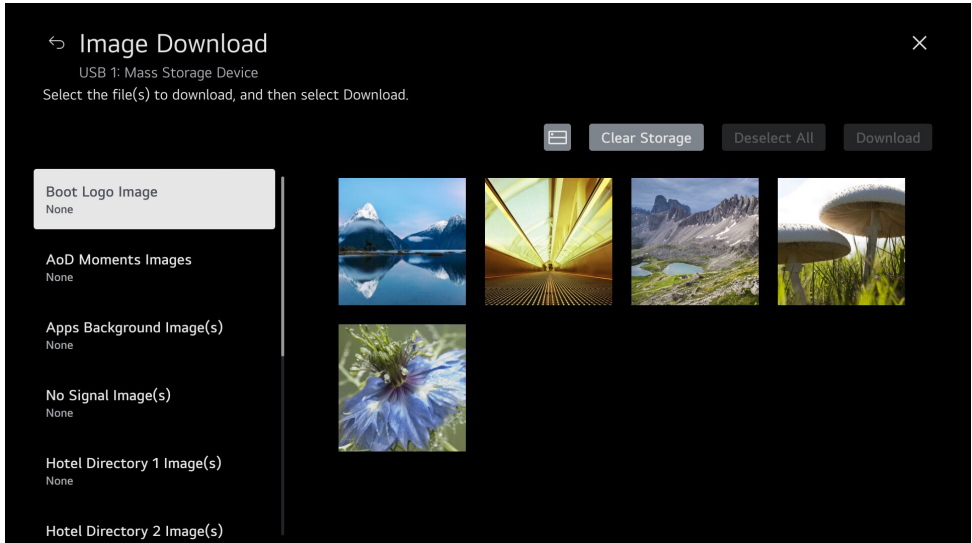 Image Download
USB 1: Mass Storage Device
Select the file(s) to download, and then select Download.
Clear Storage
Deselect All
Download
Boot Logo Image
None
AoD Moments Images
None
Apps Background Image(s)
None
No Signal Image(s)
None
Hotel Directory 1 Image(s)
None
Hotel Directory 2 Image(s)